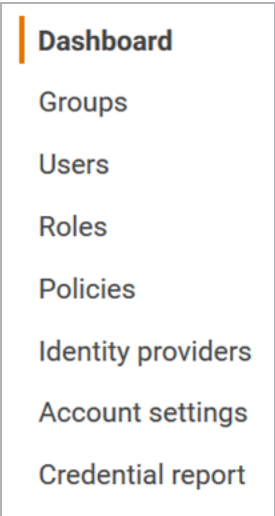 Dashboard
Groups
Users
Roles
Policies
Identity providers
Account settings
Credential report